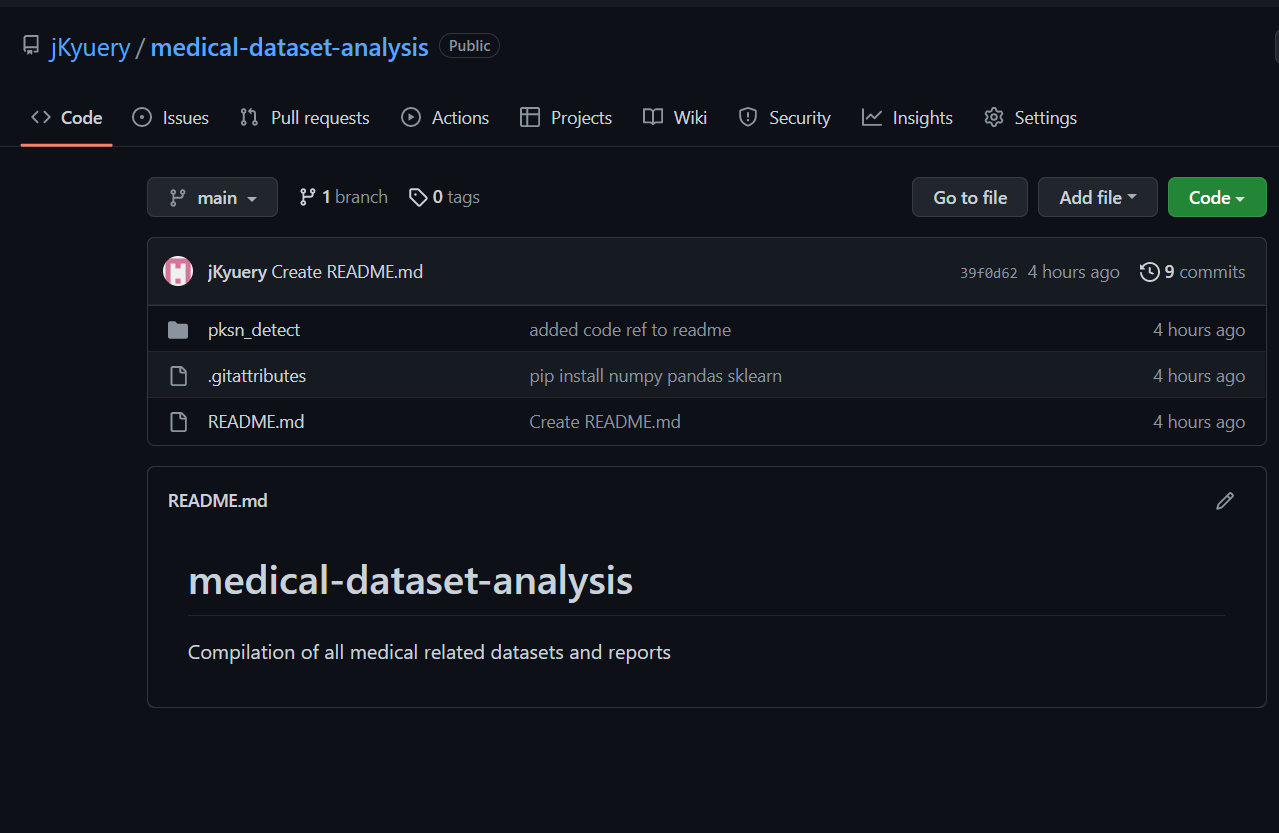 jKyuery / medical-dataset-analysis Public
Code Issues Pull requests Actions Projects Wiki Security Insights Settings
main 1 branch 0 tags Go to file Add file Code
jKyuery Create README.md 39f0d62 4 hours ago 9 commits
pksn_detect added code ref to readme 4 hours ago
.gitattributes pip install numpy pandas sklearn 4 hours ago
README.md Create README.md 4 hours ago
README.md
medical-dataset-analysis
Compilation of all medical related datasets and reports